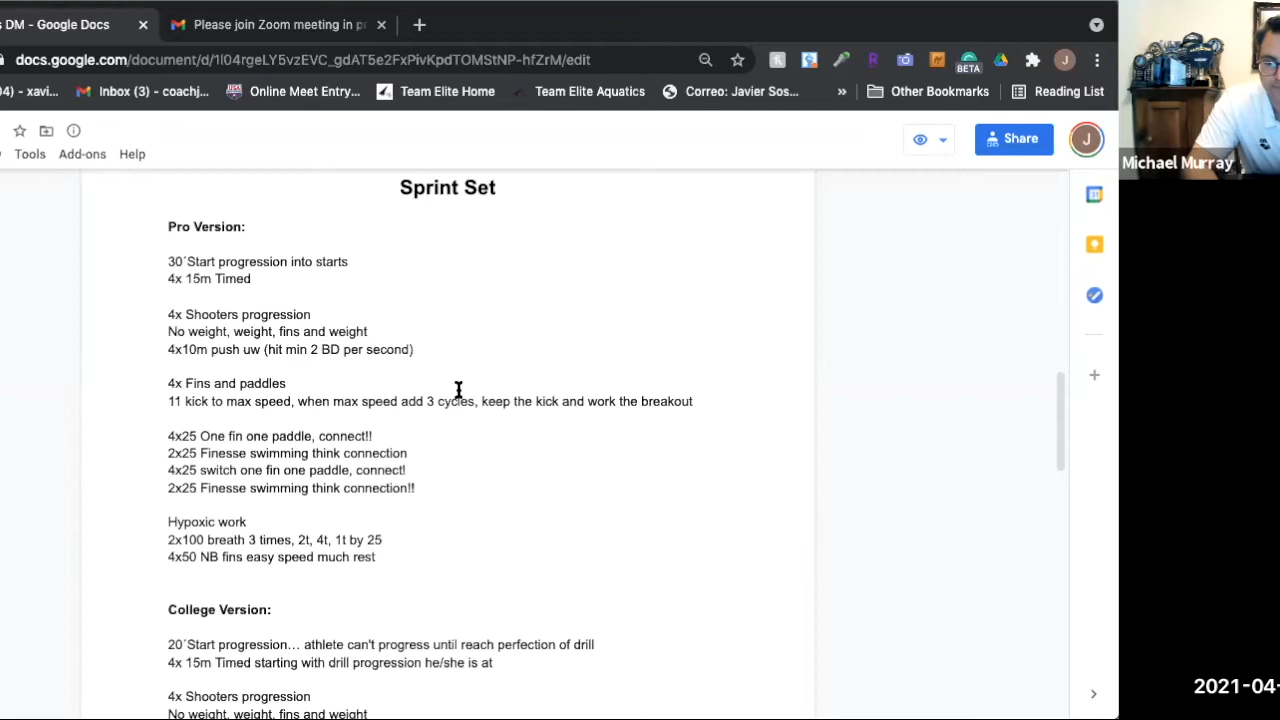 s DM - Google Docs
Please join Zoom meeting in pr
docs.google.com/document/d/1l04rgeLY5vzEVC_gdAT5e2FxPivKpdTOMStNP-hfZrM/edit
BETA
J
04) - xavi...
Inbox (3) - coachj...
Online Meet Entry...
Team Elite Home
Team Elite Aquatics
Correo: Javier Sos...
»
Other Bookmarks
Reading List
Share
J
Tools
Add-ons
Help
Michael Murray
31
Sprint Set
Pro Version:
30´Start progression into starts
4x 15m Timed
4x Shooters progression
No weight, weight, fins and weight
4x10m push uw (hit min 2 BD per second)
4x Fins and paddles
11 kick to max speed, when max speed add 3 cycles, keep the kick and work the breakout
4x25 One fin one paddle, connect!!
2x25 Finesse swimming think connection
4x25 switch one fin one paddle, connect!
2x25 Finesse swimming think connection!!
Hypoxic work
2x100 breath 3 times, 2t, 4t, 1t by 25
4x50 NB fins easy speed much rest
College Version:
20´Start progression… athlete can't progress until reach perfection of drill
4x 15m Timed starting with drill progression he/she is at
4x Shooters progression
No weight, weight, fins and weight
2021-04-